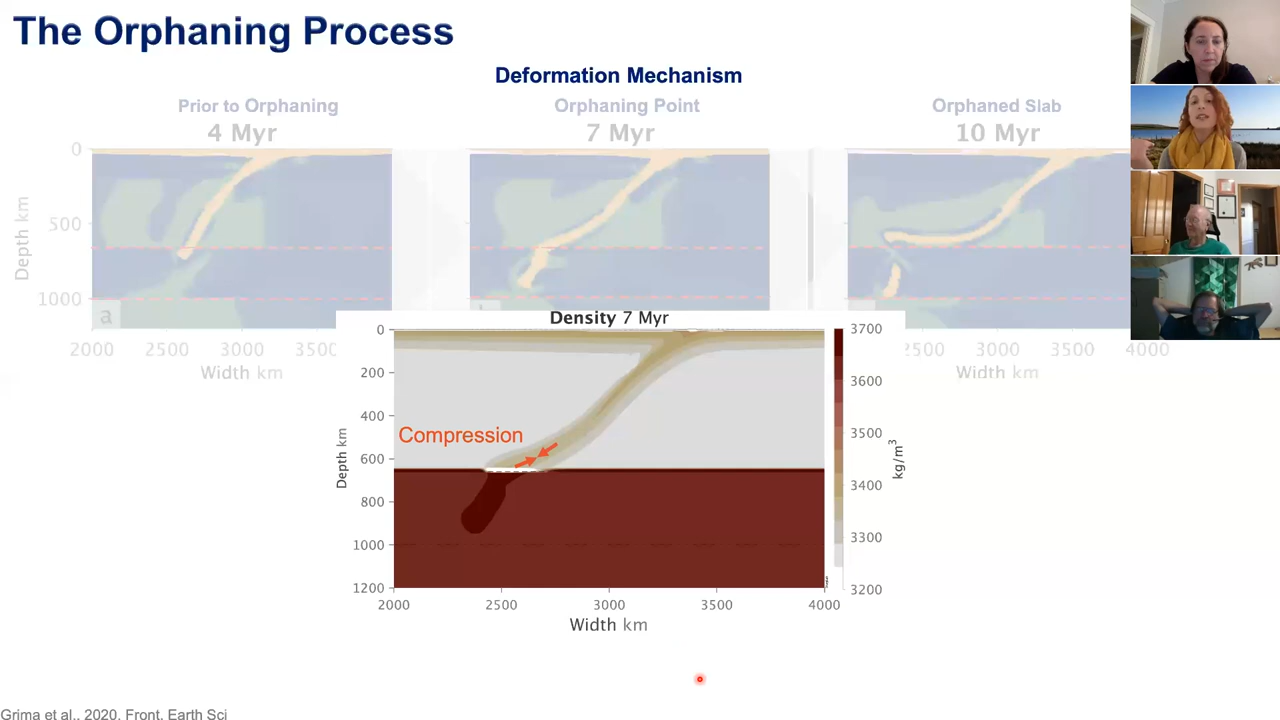 The Orphaning Process
Deformation Mechanism
Prior to Orphaning
4 Myr
Orphaning Point
7 Myr
Orphaned Slab
10 Myr
0
500
1000
Depth km
a
2000 2500 3000 350
Width km
2500 3000 3500 4000
Width km
Density 7 Myr
0
200
400
600
800
1000
1200
Depth km
Compression
2000 2500 3000 3500 4000
Width km
3700
3600
3500
3400
3300
3200
kg/m³
Grima et al., 2020, Front. Earth Sci